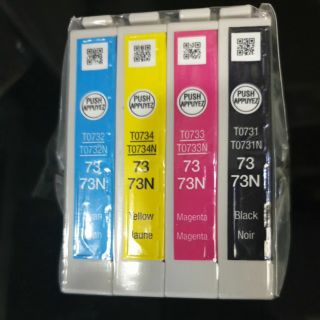 PUSH
APPUYEZ
T0732
T0732N
73
73N
PUSH
APPUYEZ
T0734
T0734N
73
73N
Yellow
Jaune
PUSH
APPUYEZ
T0733
T0733N
73
73N
Magenta
Magenta
PUSH
APPUYEZ
T0731
T0731N
73
73N
Black
Noir